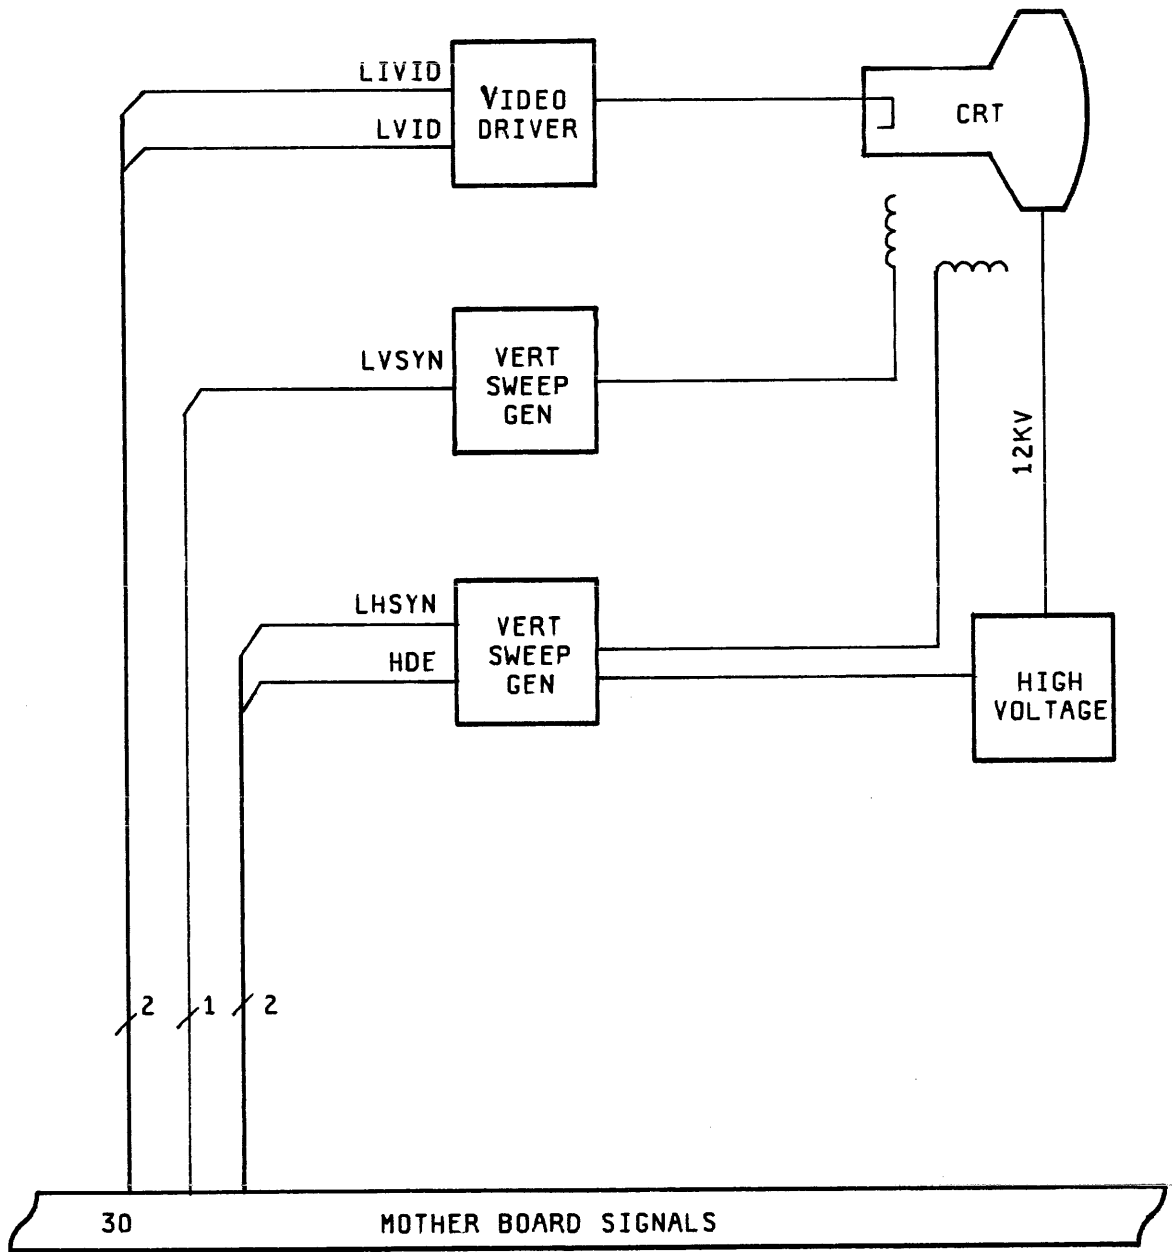 LIVID
LVID
VIDEO
DRIVER
CRT
LVSYN
VERT
SWEEP
GEN
12KV
LHSYN
HDE
VERT
SWEEP
GEN
HIGH
VOLTAGE
2
1
2
30
MOTHER BOARD SIGNALS